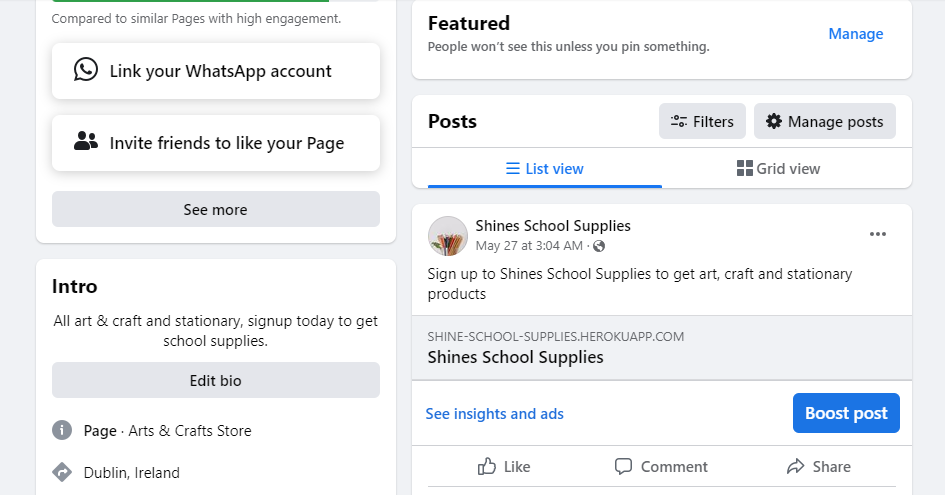 Compared to similar Pages with high engagement.
Link your WhatsApp account
Invite friends to like your Page
See more
Intro
All art & craft and stationary, signup today to get
school supplies.
Edit bio
Page · Arts & Crafts Store
Dublin, Ireland
Featured
People won't see this unless you pin something.
Manage
Posts
Filters
Manage posts
List view
Grid view
Shines School Supplies
May 27 at 3:04 AM ·
Sign up to Shines School Supplies to get art, craft and stationary
products
SHINE-SCHOOL-SUPPLIES.HEROKUAPP.COM
Shines School Supplies
See insights and ads
Boost post
Like
Comment
Share